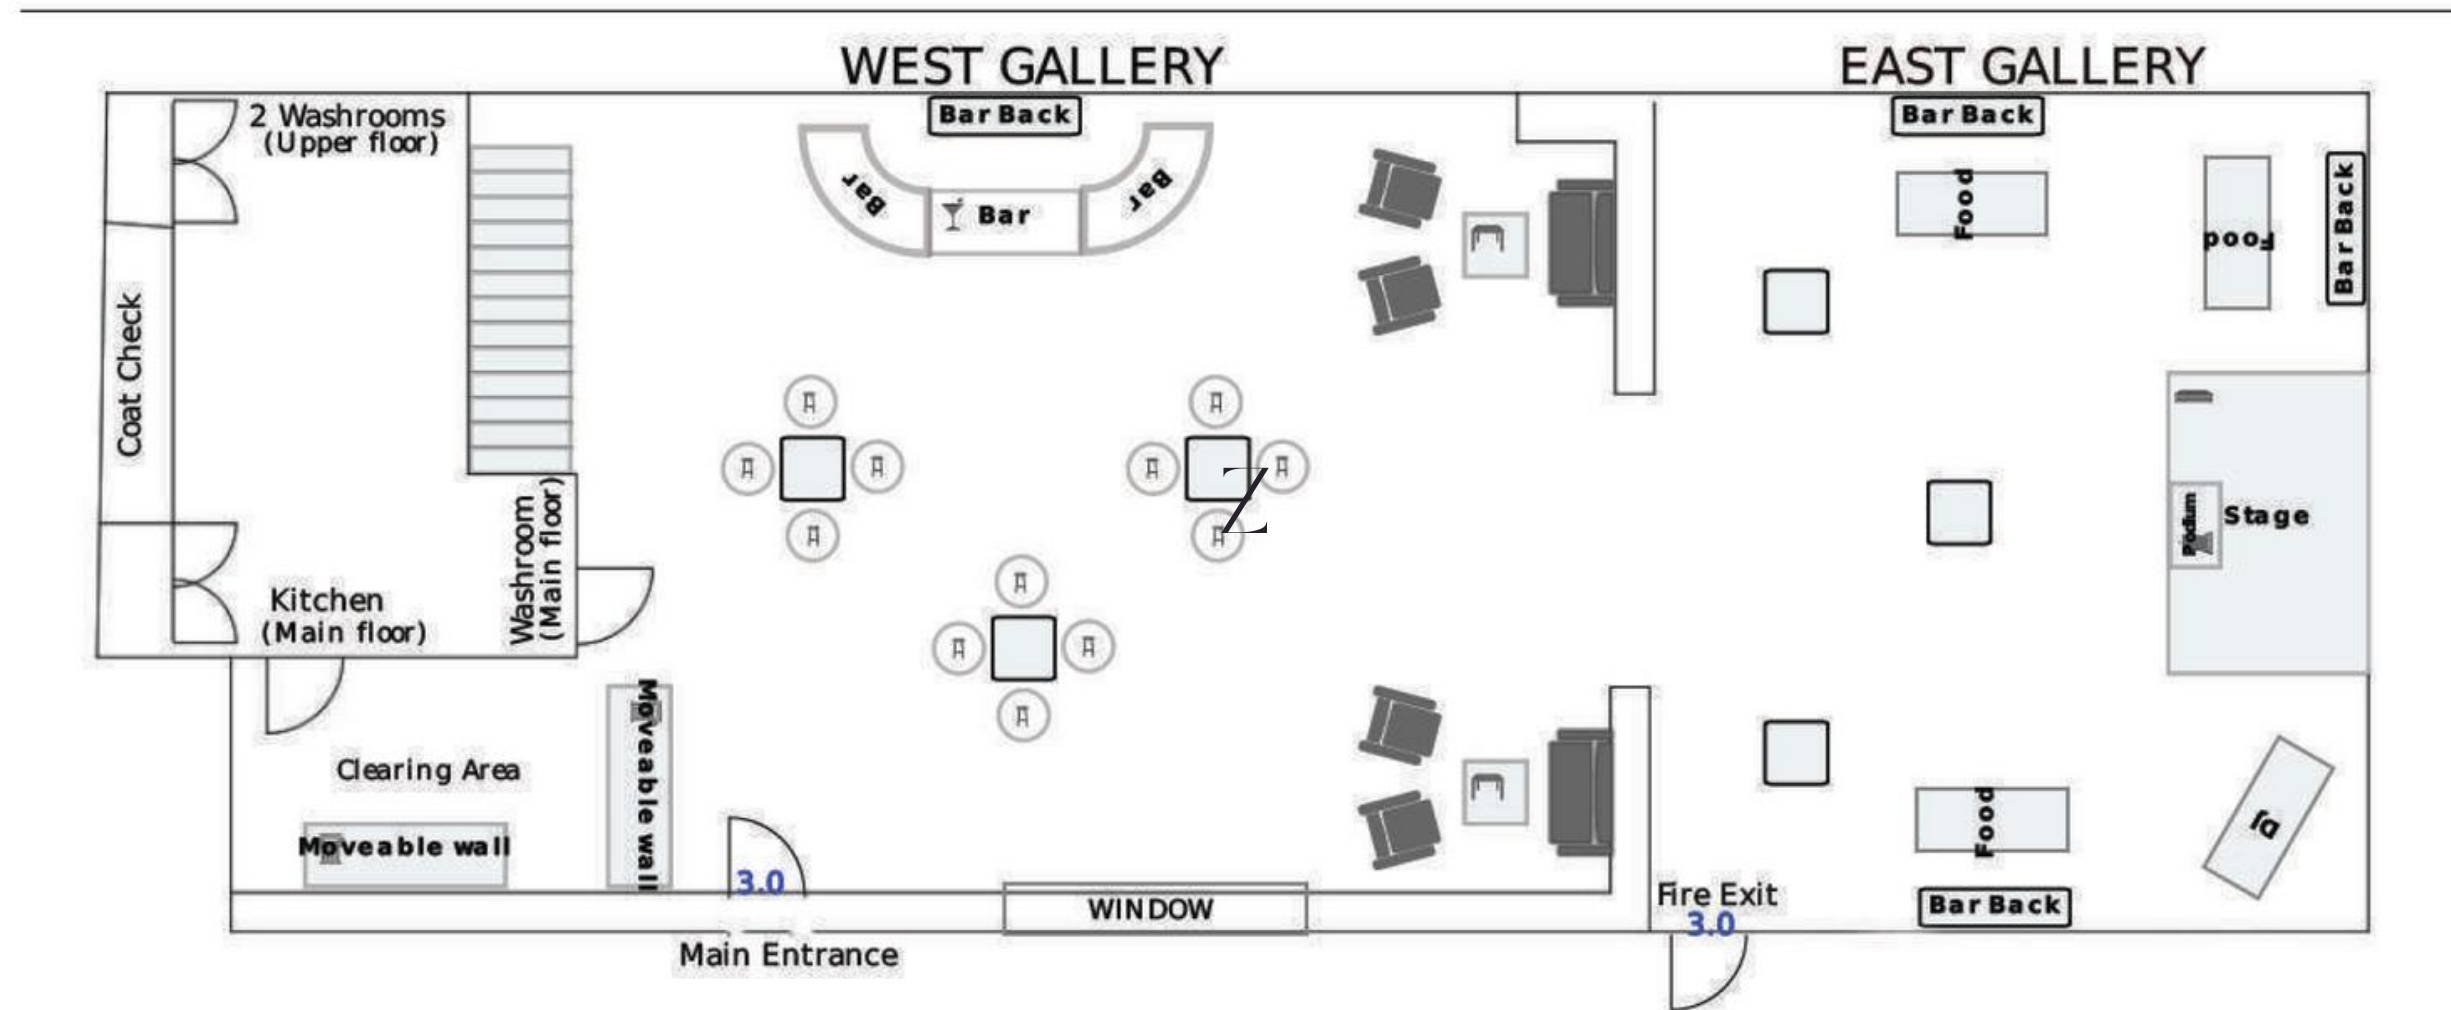 WEST GALLERY
EAST GALLERY
2 Washrooms
(Upper floor)
Bar Back
Bar Back
Bar
Bar
Bar
Food
Food
Bar Back
Coat Check
Z
Podium
Stage
Washroom
(Main floor)
Kitchen
(Main floor)
Clearing Area
Moveable wall
Moveable wall
Food
DJ
3.0
WINDOW
Fire Exit
3.0
Bar Back
Main Entrance